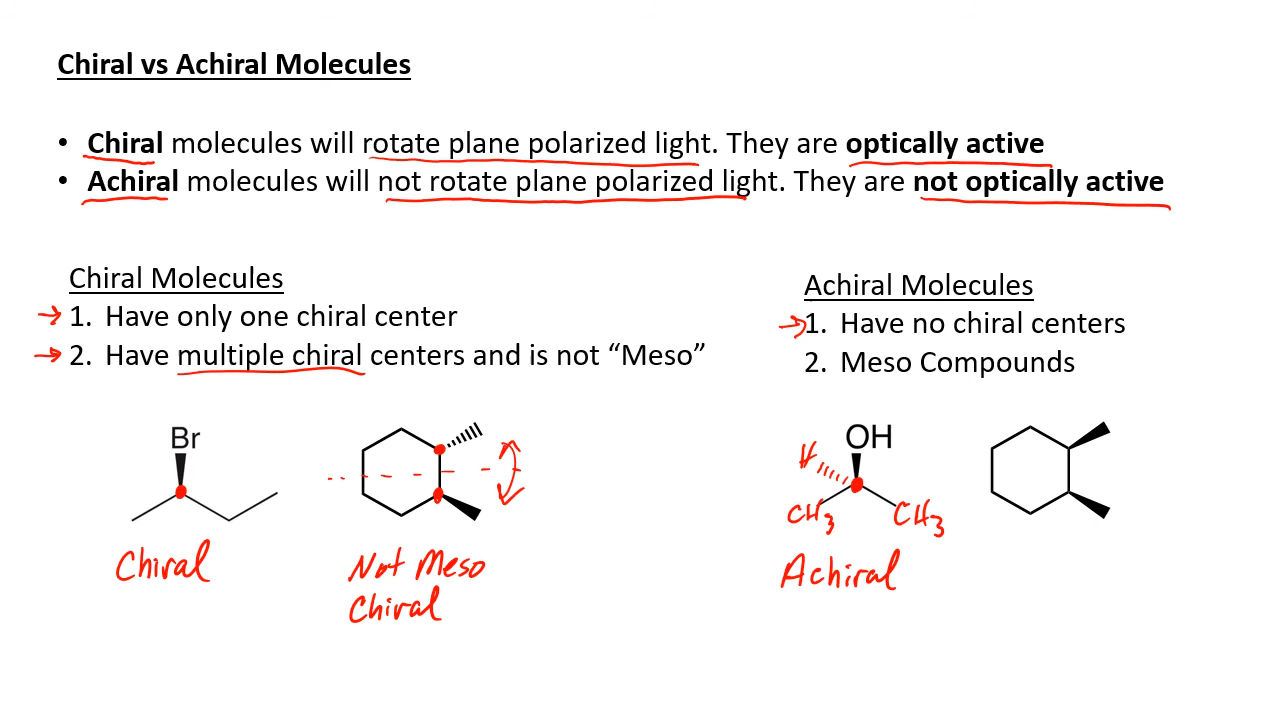 Chiral vs Achiral Molecules
• Chiral molecules will rotate plane polarized light. They are optically active
• Achiral molecules will not rotate plane polarized light. They are not optically active
Chiral Molecules
1. Have only one chiral center
2. Have multiple chiral centers and is not “Meso”
Achiral Molecules
1. Have no chiral centers
2. Meso Compounds
Br
Chiral
Not Meso
Chiral
OH
H
CH3 CH3
Achiral